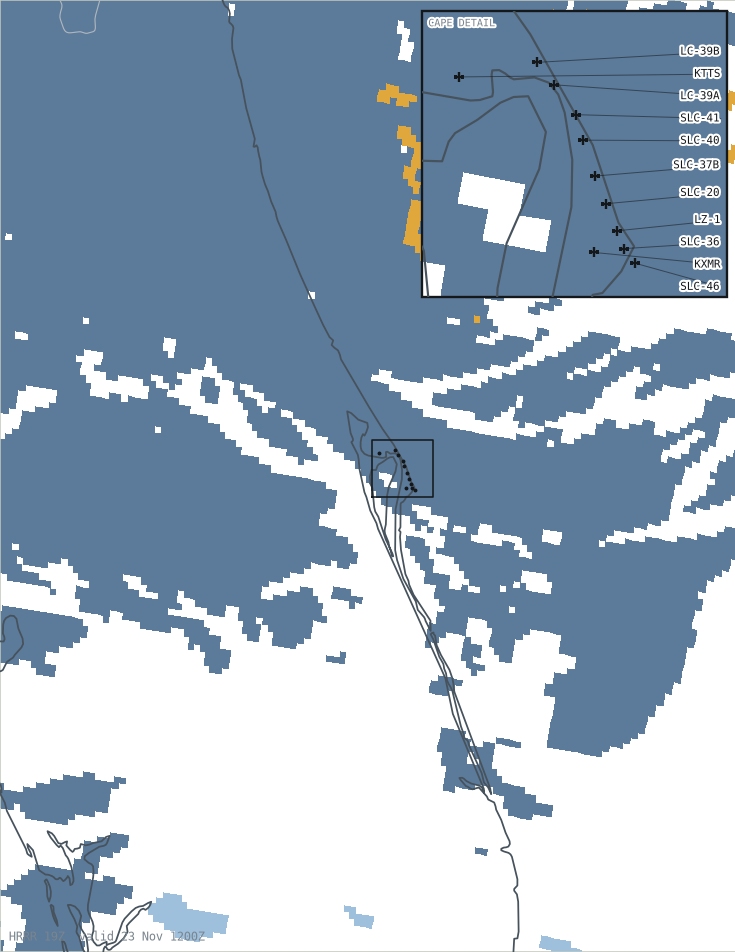 CAPE DETAIL
LC-39B
KTTS
LC-39A
SLC-41
SLC-40
SLC-37B
SLC-20
LZ-1
SLC-36
KXMR
SLC-46
HRRR 19Z, Valid 23 Nov 1200Z